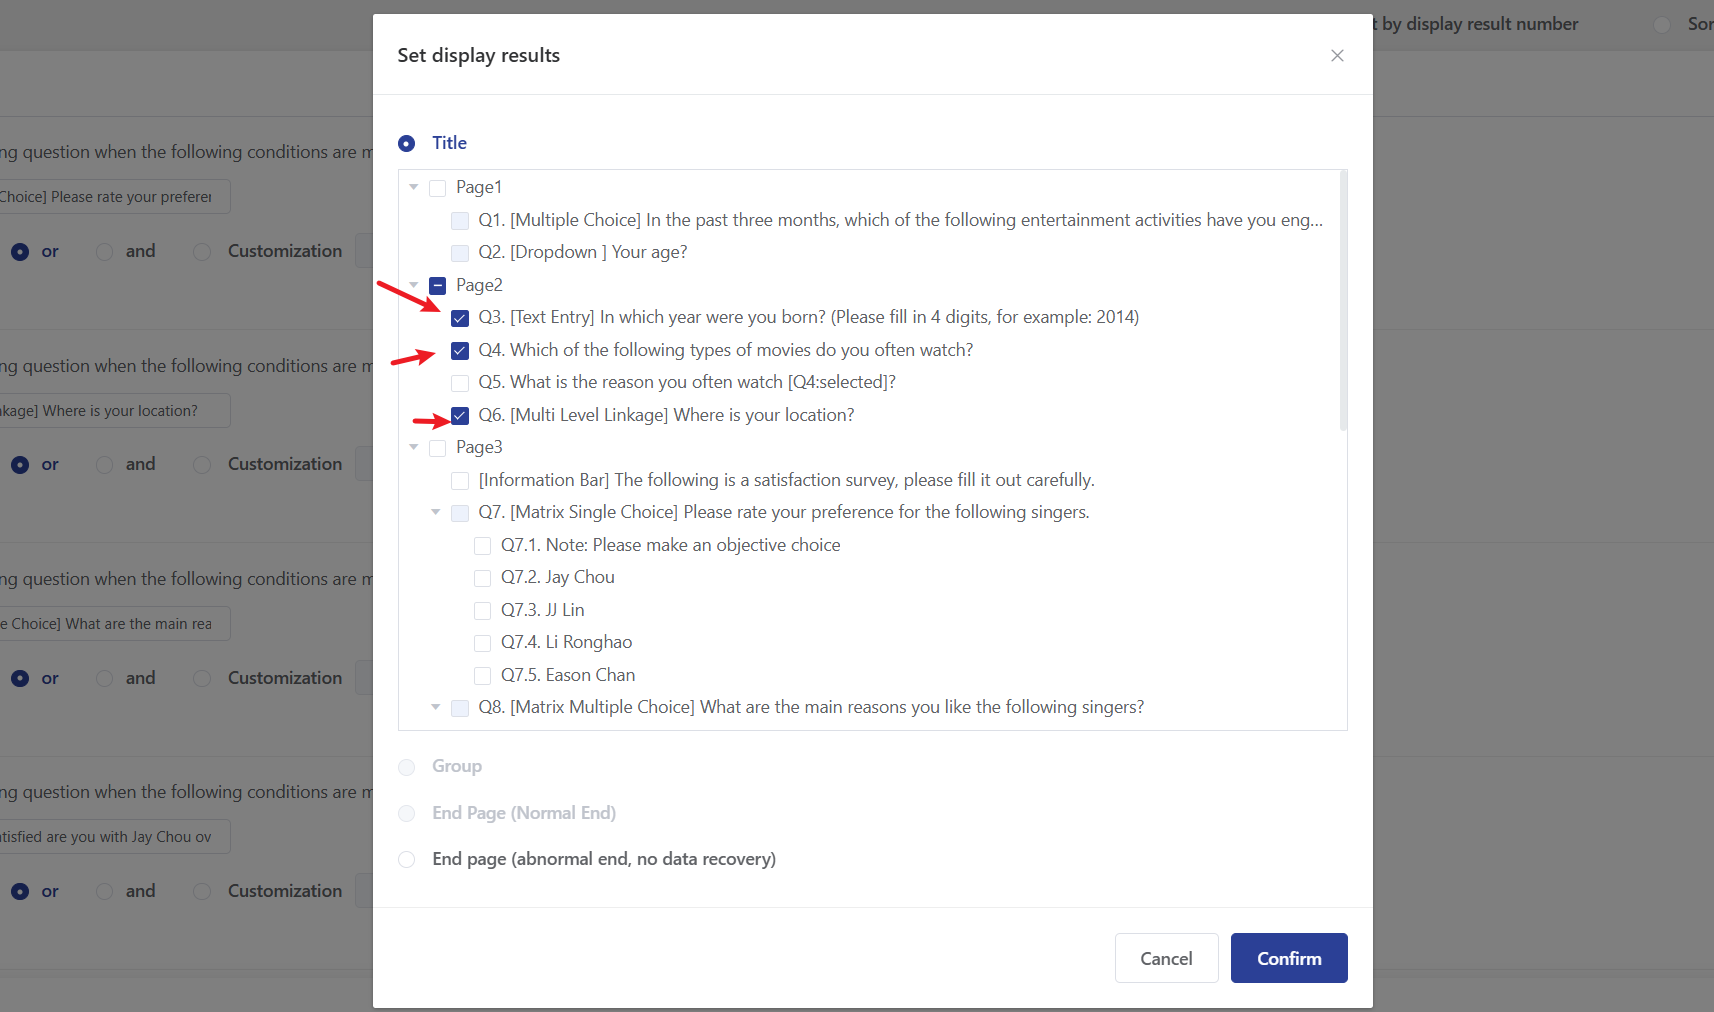 t by display result number
Sor
Set display results
Title
Page1
Q1. [Multiple Choice] In the past three months, which of the following entertainment activities have you eng...
Q2. [Dropdown ] Your age?
Page2
Q3. [Text Entry] In which year were you born? (Please fill in 4 digits, for example: 2014)
Q4. Which of the following types of movies do you often watch?
Q5. What is the reason you often watch [Q4:selected]?
Q6. [Multi Level Linkage] Where is your location?
Page3
[Information Bar] The following is a satisfaction survey, please fill it out carefully.
Q7. [Matrix Single Choice] Please rate your preference for the following singers.
Q7.1. Note: Please make an objective choice
Q7.2. Jay Chou
Q7.3. JJ Lin
Q7.4. Li Ronghao
Q7.5. Eason Chan
Q8. [Matrix Multiple Choice] What are the main reasons you like the following singers?
Group
End Page (Normal End)
End page (abnormal end, no data recovery)
Cancel
Confirm
ng question when the following conditions are m
Choice] Please rate your preferer
or and Customization
ng question when the following conditions are m
nkage] Where is your location?
or and Customization
ng question when the following conditions are m
e Choice] What are the main rea
or and Customization
ng question when the following conditions are m
atisfied are you with Jay Chou ov
or and Customization